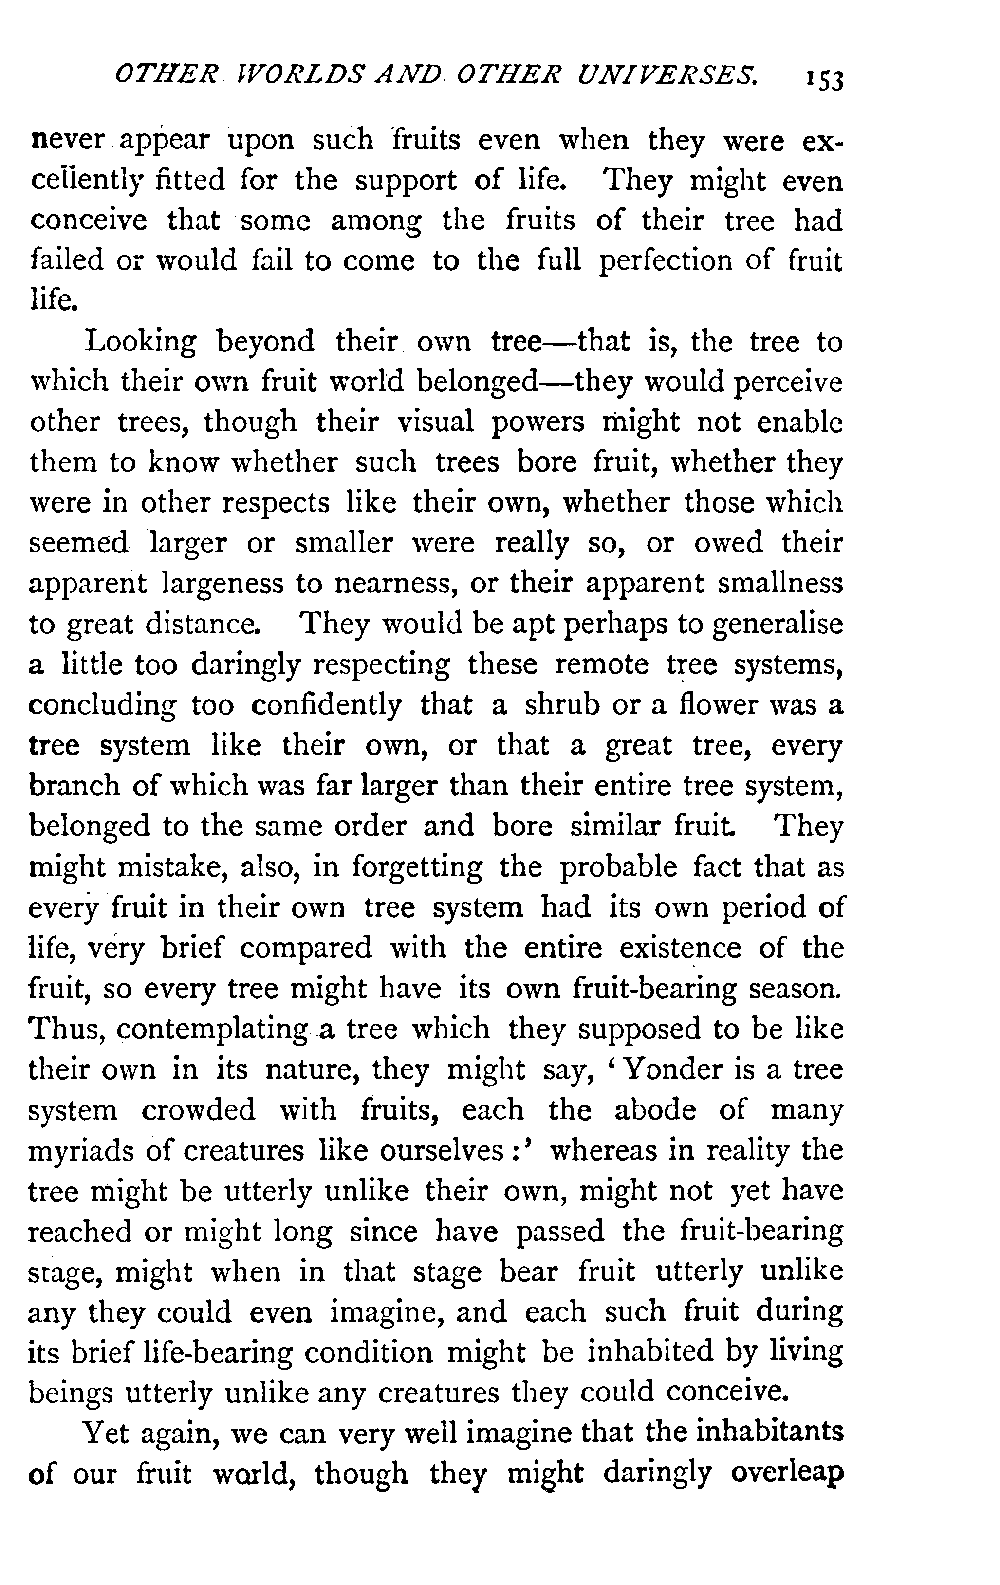 OTHER WORLDS AND OTHER UNIVERSES. 153
never appear upon such fruits even when they were ex-
cellently fitted for the support of life. They might even
conceive that some among the fruits of their tree had
failed or would fail to come to the full perfection of fruit
life.
Looking beyond their own tree—that is, the tree to
which their own fruit world belonged—they would perceive
other trees, though their visual powers might not enable
them to know whether such trees bore fruit, whether they
were in other respects like their own, whether those which
seemed larger or smaller were really so, or owed their
apparent largeness to nearness, or their apparent smallness
to great distance. They would be apt perhaps to generalise
a little too daringly respecting these remote tree systems,
concluding too confidently that a shrub or a flower was a
tree system like their own, or that a great tree, every
branch of which was far larger than their entire tree system,
belonged to the same order and bore similar fruit. They
might mistake, also, in forgetting the probable fact that as
every fruit in their own tree system had its own period of
life, very brief compared with the entire existence of the
fruit, so every tree might have its own fruit-bearing season.
Thus, contemplating a tree which they supposed to be like
their own in its nature, they might say, ‘Yonder is a tree
system crowded with fruits, each the abode of many
myriads of creatures like ourselves:’ whereas in reality the
tree might be utterly unlike their own, might not yet have
reached or might long since have passed the fruit-bearing
stage, might when in that stage bear fruit utterly unlike
any they could even imagine, and each such fruit during
its brief life-bearing condition might be inhabited by living
beings utterly unlike any creatures they could conceive.
Yet again, we can very well imagine that the inhabitants
of our fruit world, though they might daringly overleap